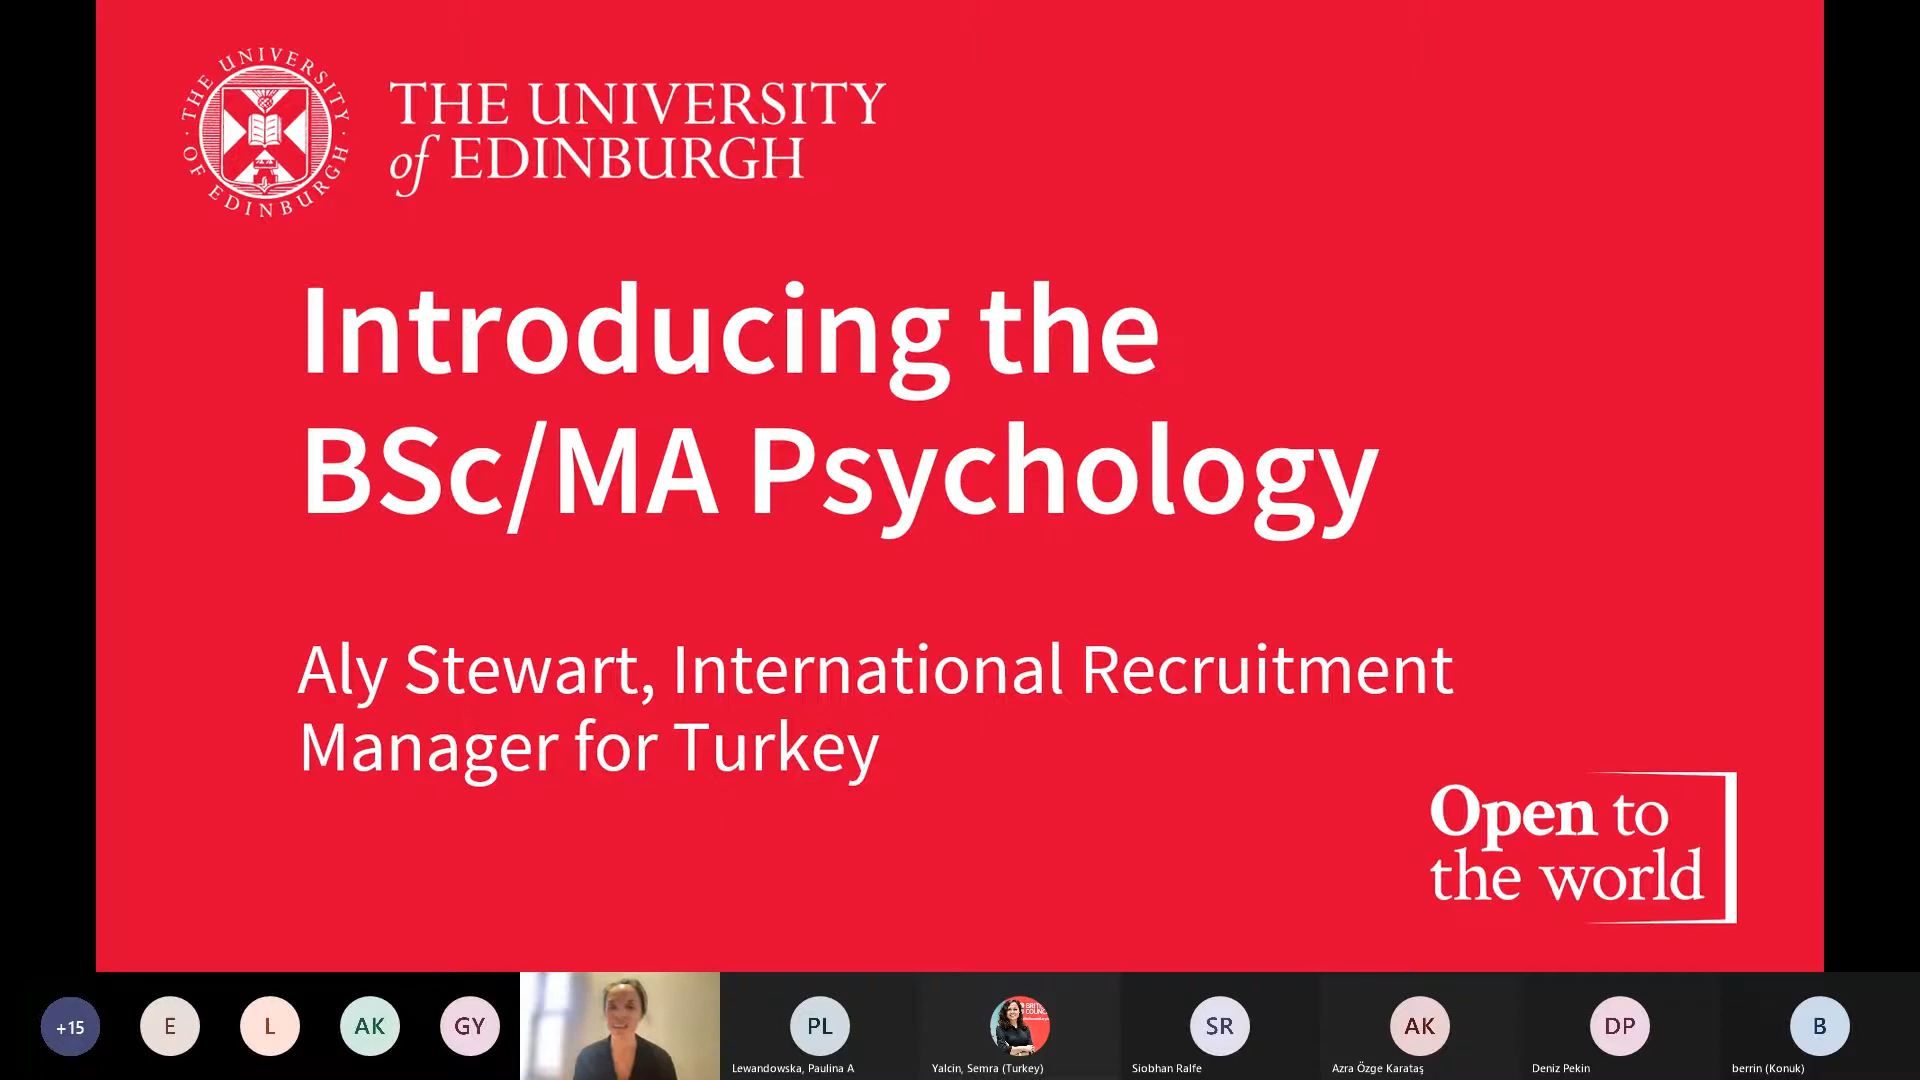 THE UNIVERSITY OF EDINBURGH
THE UNIVERSITY
of EDINBURGH
Introducing the
BSc/MA Psychology
Aly Stewart, International Recruitment
Manager for Turkey
Open to
the world
+15
E
L
AK
GY
PL
SR
AK
DP
B
Lewandowska, Paulina A
Yalcin, Semra (Turkey)
Siobhan Ralfe
Azra Özge Karataş
Deniz Pekin
berrin (Konuk)